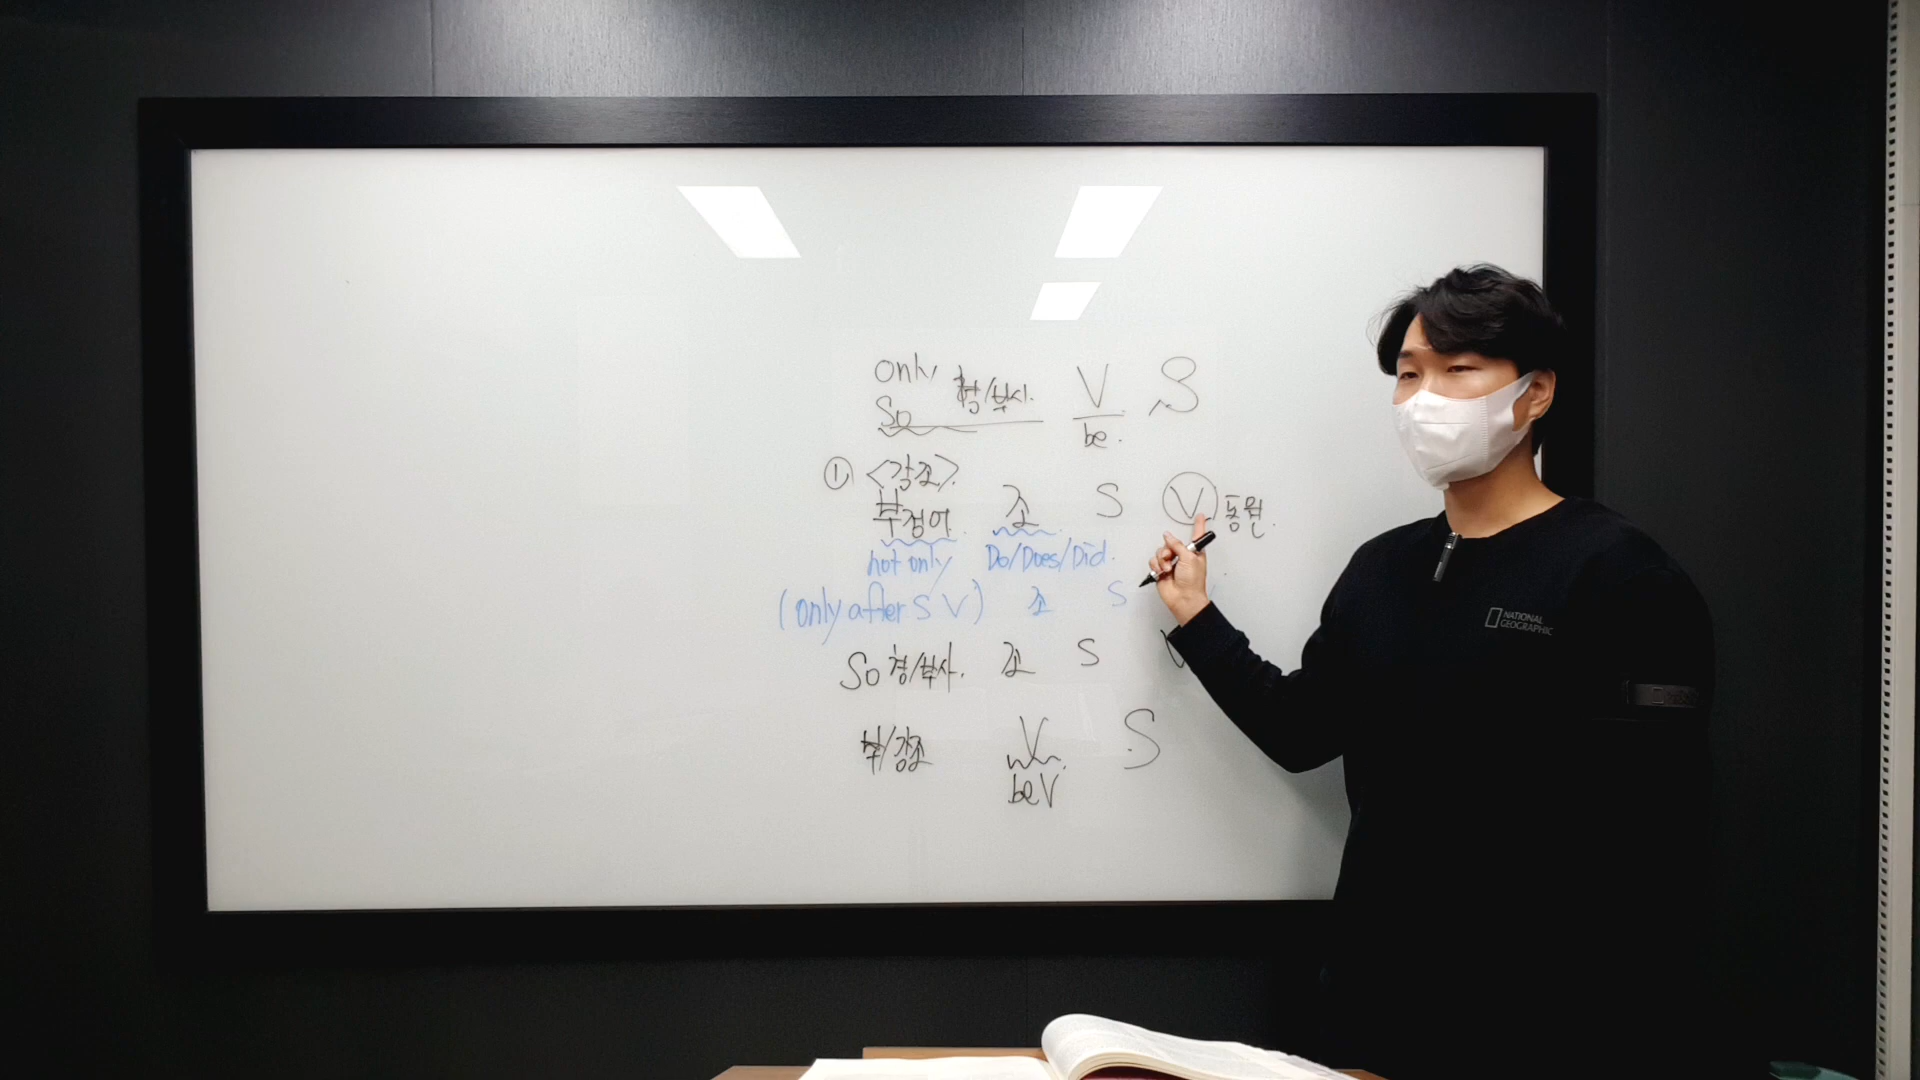 only
So 형/부사. V S
be.
① <강조>
부정어. 조 S V 동원.
not only Do/Does/Did.
(only after S V) 조 S
So 형/부사. 조 S V
부/강조 V S
be V
NATIONAL
GEOGRAPHIC